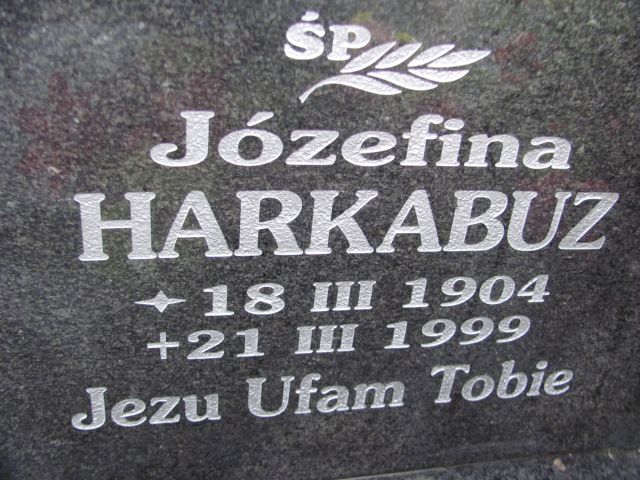 ŚP
Józefina
HARKABUZ
✦ 18 III 1904
+ 21 III 1999
Jezu Ufam Tobie